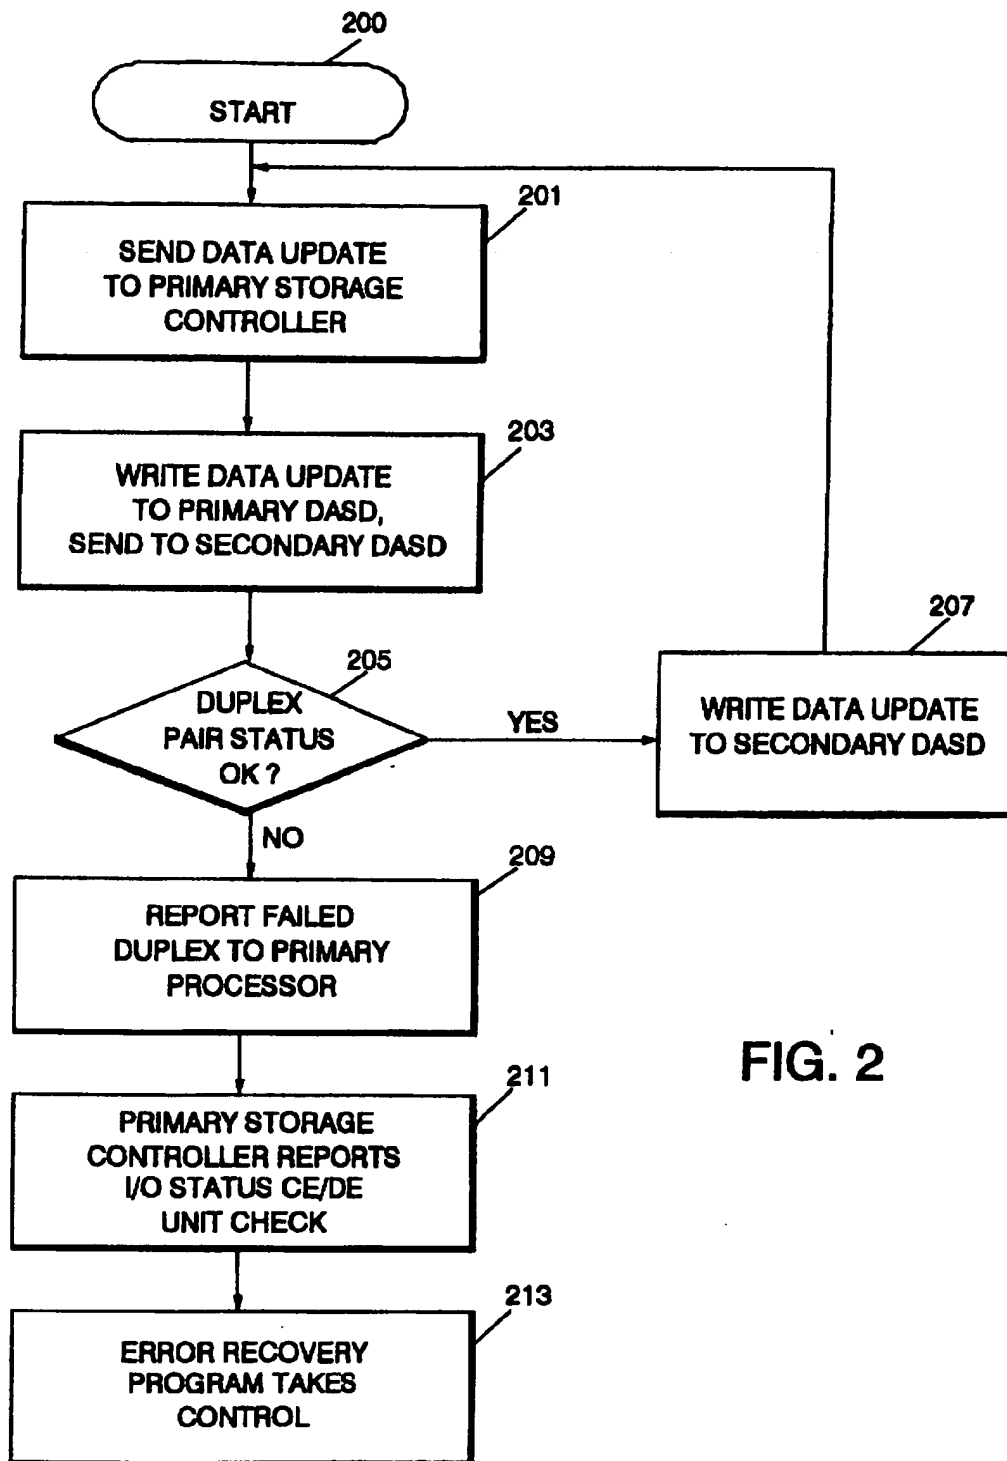 200
START
201
SEND DATA UPDATE
TO PRIMARY STORAGE
CONTROLLER
203
WRITE DATA UPDATE
TO PRIMARY DASD,
SEND TO SECONDARY DASD
205
DUPLEX
PAIR STATUS
OK ?
YES
207
WRITE DATA UPDATE
TO SECONDARY DASD
NO
209
REPORT FAILED
DUPLEX TO PRIMARY
PROCESSOR
211
PRIMARY STORAGE
CONTROLLER REPORTS
I/O STATUS CE/DE
UNIT CHECK
213
ERROR RECOVERY
PROGRAM TAKES
CONTROL
FIG. 2